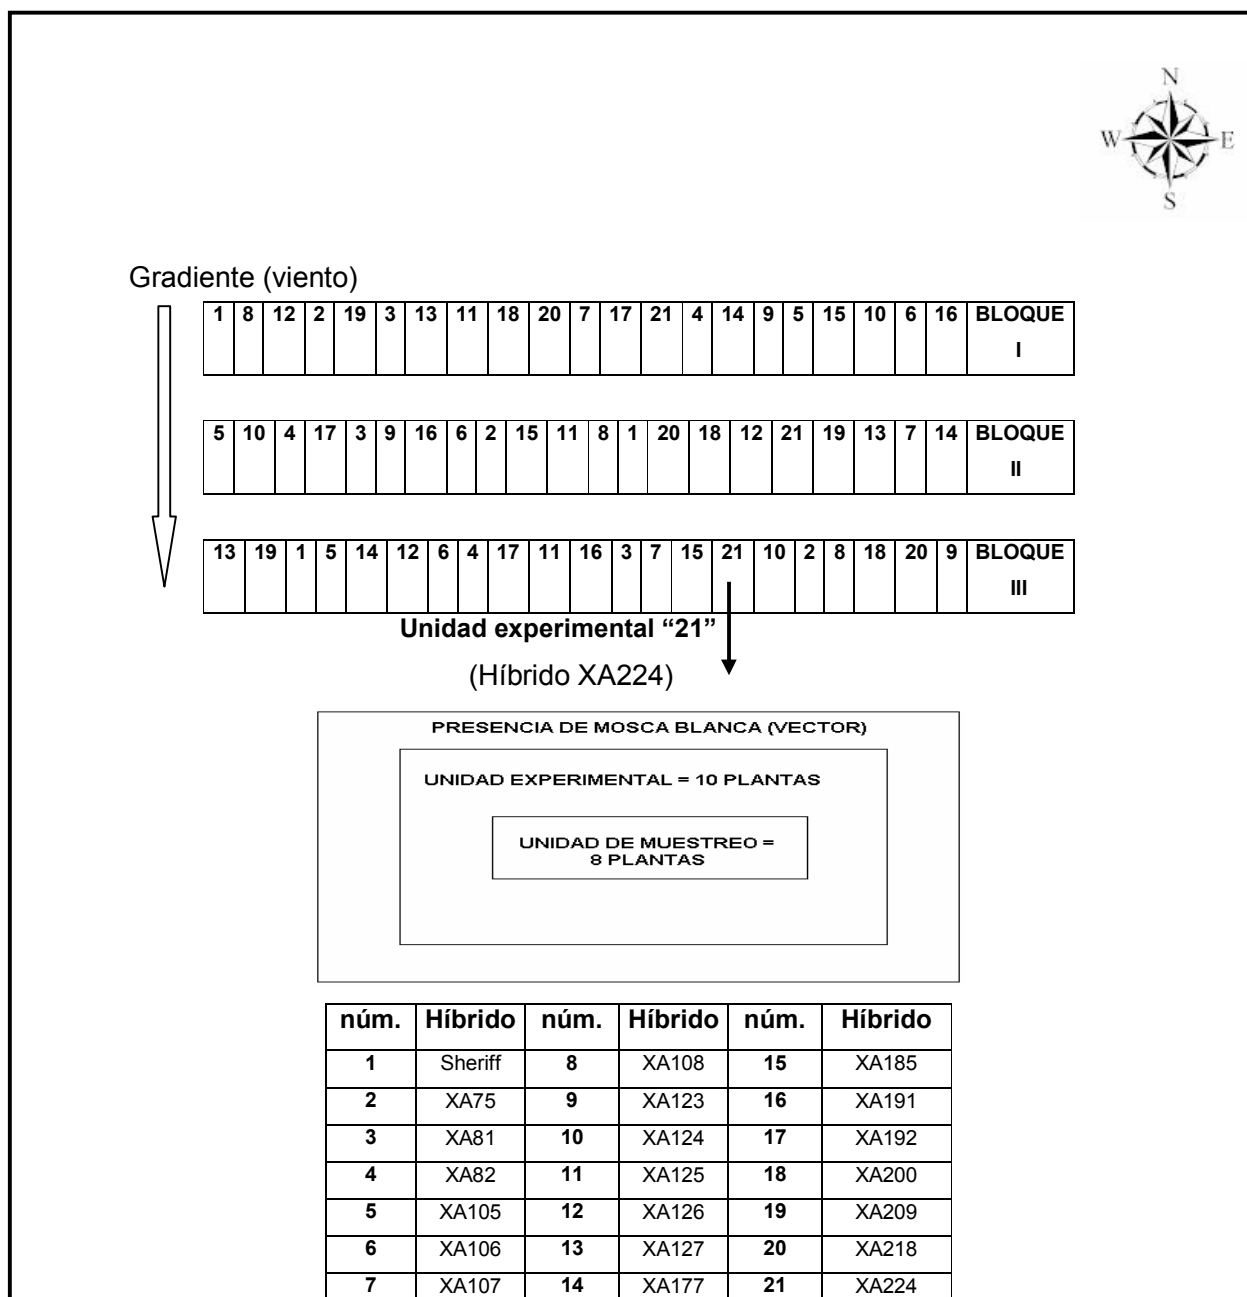 N
W E
S
Gradiente (viento)
1 8 12 2 19 3 13 11 18 20 7 17 21 4 14 9 5 15 10 6 16 BLOQUE
I
5 10 4 17 3 9 16 6 2 15 11 8 1 20 18 12 21 19 13 7 14 BLOQUE
II
13 19 1 5 14 12 6 4 17 11 16 3 7 15 21 10 2 8 18 20 9 BLOQUE
III
Unidad experimental “21”
(Híbrido XA224)
PRESENCIA DE MOSCA BLANCA (VECTOR)
UNIDAD EXPERIMENTAL = 10 PLANTAS
UNIDAD DE MUESTREO =
8 PLANTAS
núm. Híbrido núm. Híbrido núm. Híbrido
1 Sheriff 8 XA108 15 XA185
2 XA75 9 XA123 16 XA191
3 XA81 10 XA124 17 XA192
4 XA82 11 XA125 18 XA200
5 XA105 12 XA126 19 XA209
6 XA106 13 XA127 20 XA218
7 XA107 14 XA177 21 XA224